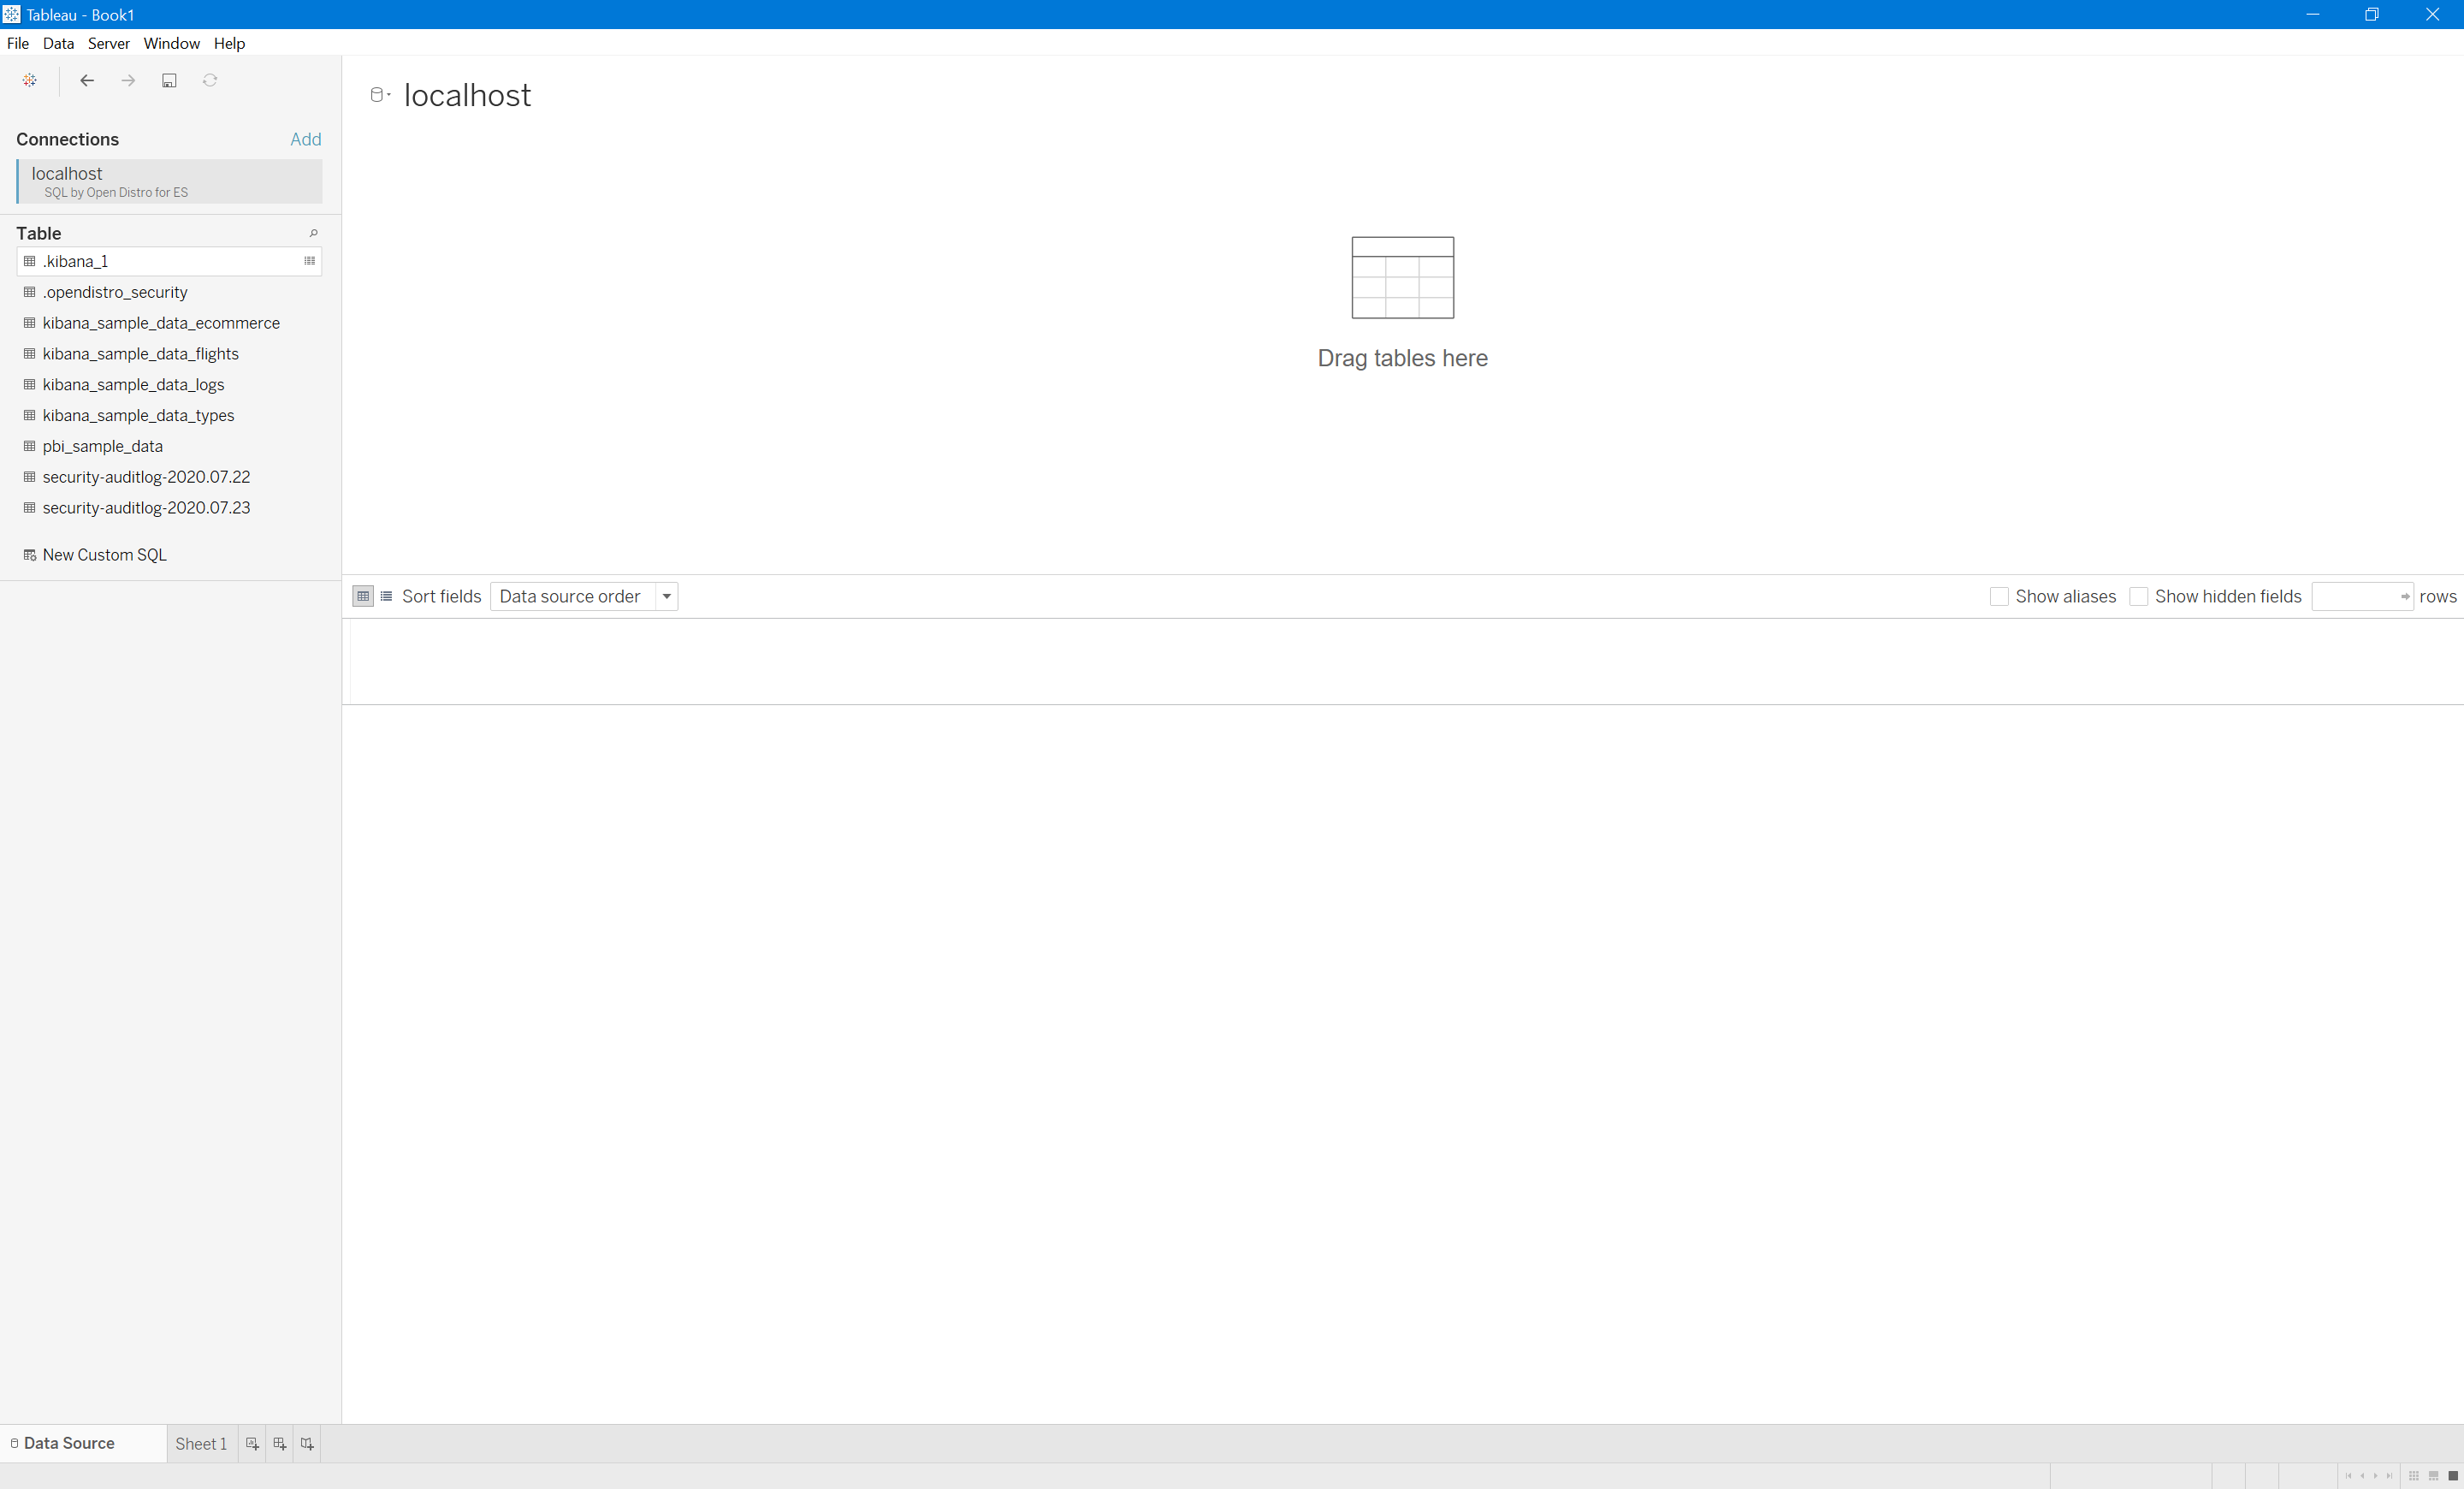 Tableau - Book1
File Data Server Window Help
localhost
Connections Add
localhost
SQL by Open Distro for ES
Table
.kibana_1
.opendistro_security
kibana_sample_data_ecommerce
kibana_sample_data_flights
kibana_sample_data_logs
kibana_sample_data_types
pbi_sample_data
security-auditlog-2020.07.22
security-auditlog-2020.07.23
New Custom SQL
Drag tables here
Sort fields Data source order Show aliases Show hidden fields rows
Data Source Sheet 1